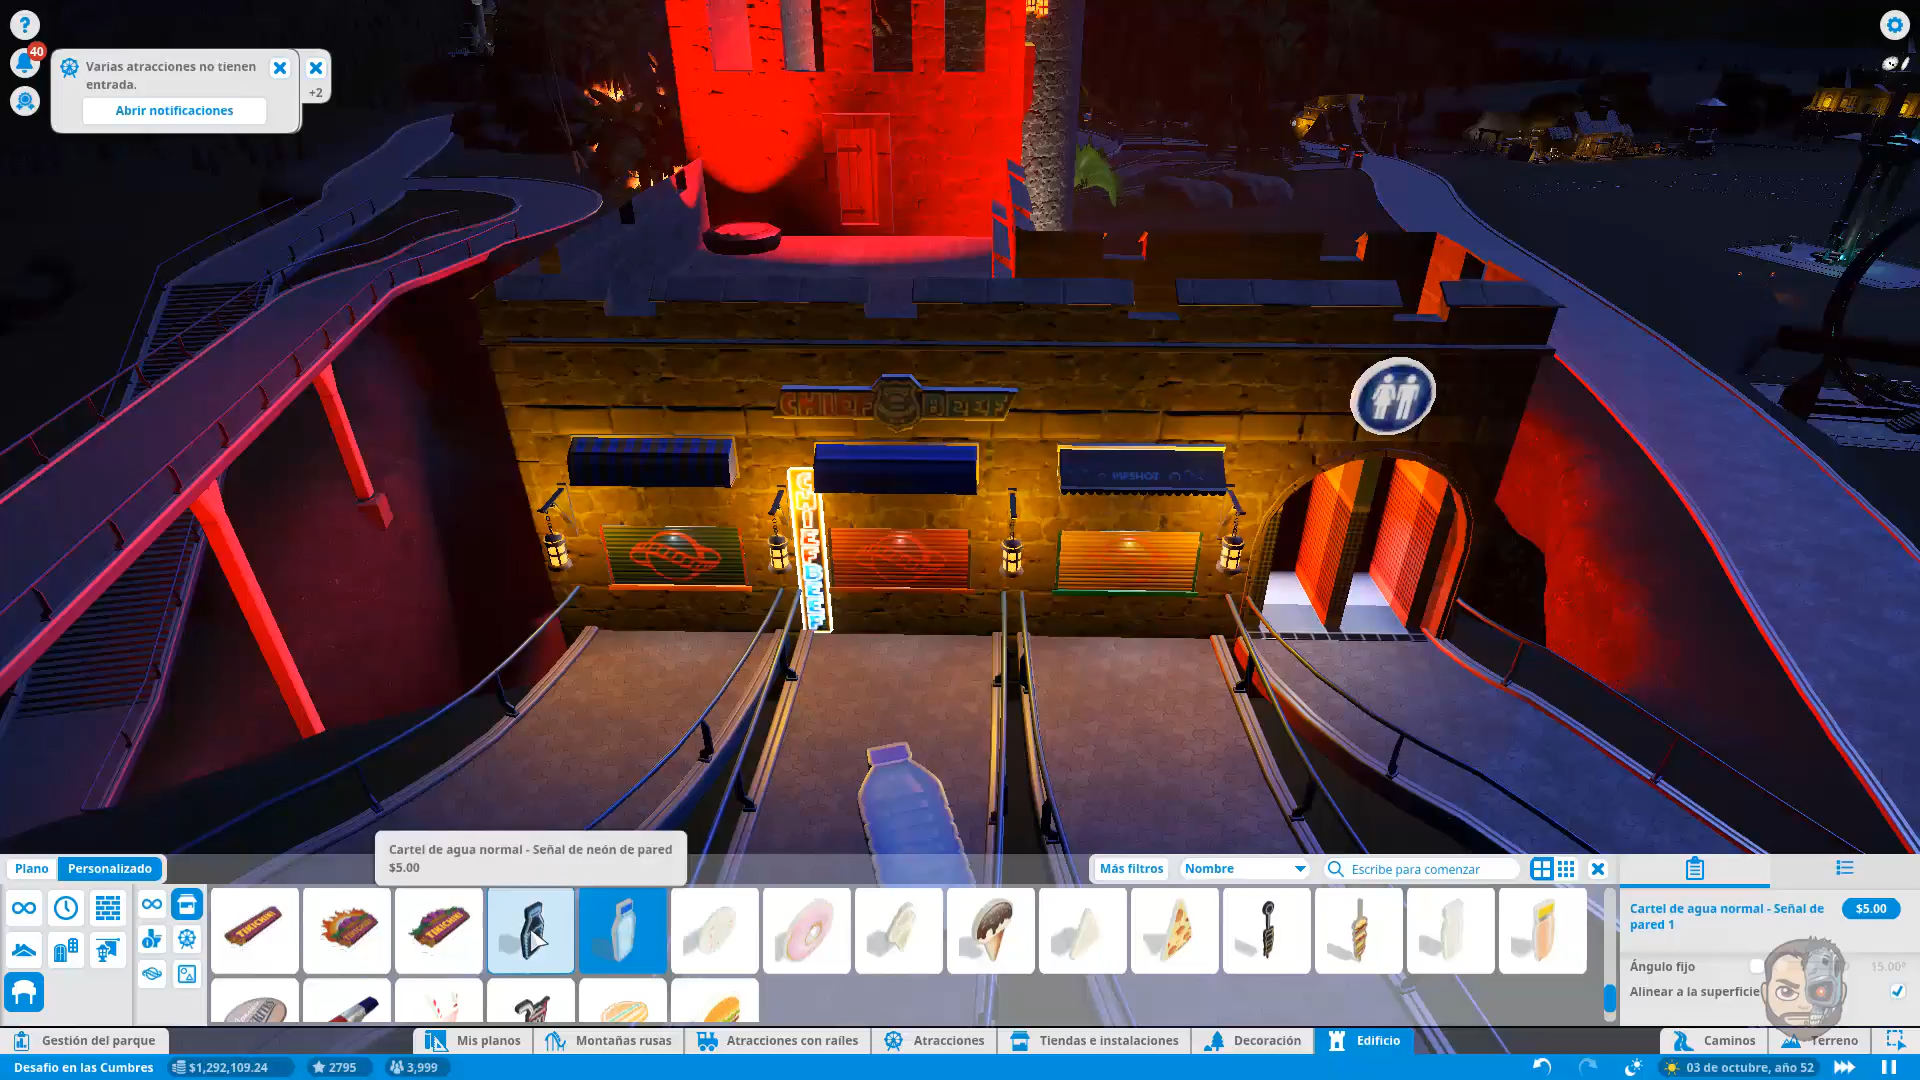 40
Varias atracciones no tienen
entrada.
+2
Abrir notificaciones
CHIEF BEEF
PIPSHOT
CHIEF BEEF
Cartel de agua normal - Señal de neón de pared
$5.00
Plano
Personalizado
Más filtros
Nombre
Escribe para comenzar
Cartel de agua normal - Señal de
pared 1
$5.00
Ángulo fijo
15.00°
Alinear a la superficie
Gestión del parque
Mis planos
Montañas rusas
Atracciones con raíles
Atracciones
Tiendas e instalaciones
Decoración
Edificio
Caminos
Terreno
Desafio en las Cumbres
$1,292,109.24
2795
3,999
03 de octubre, año 52